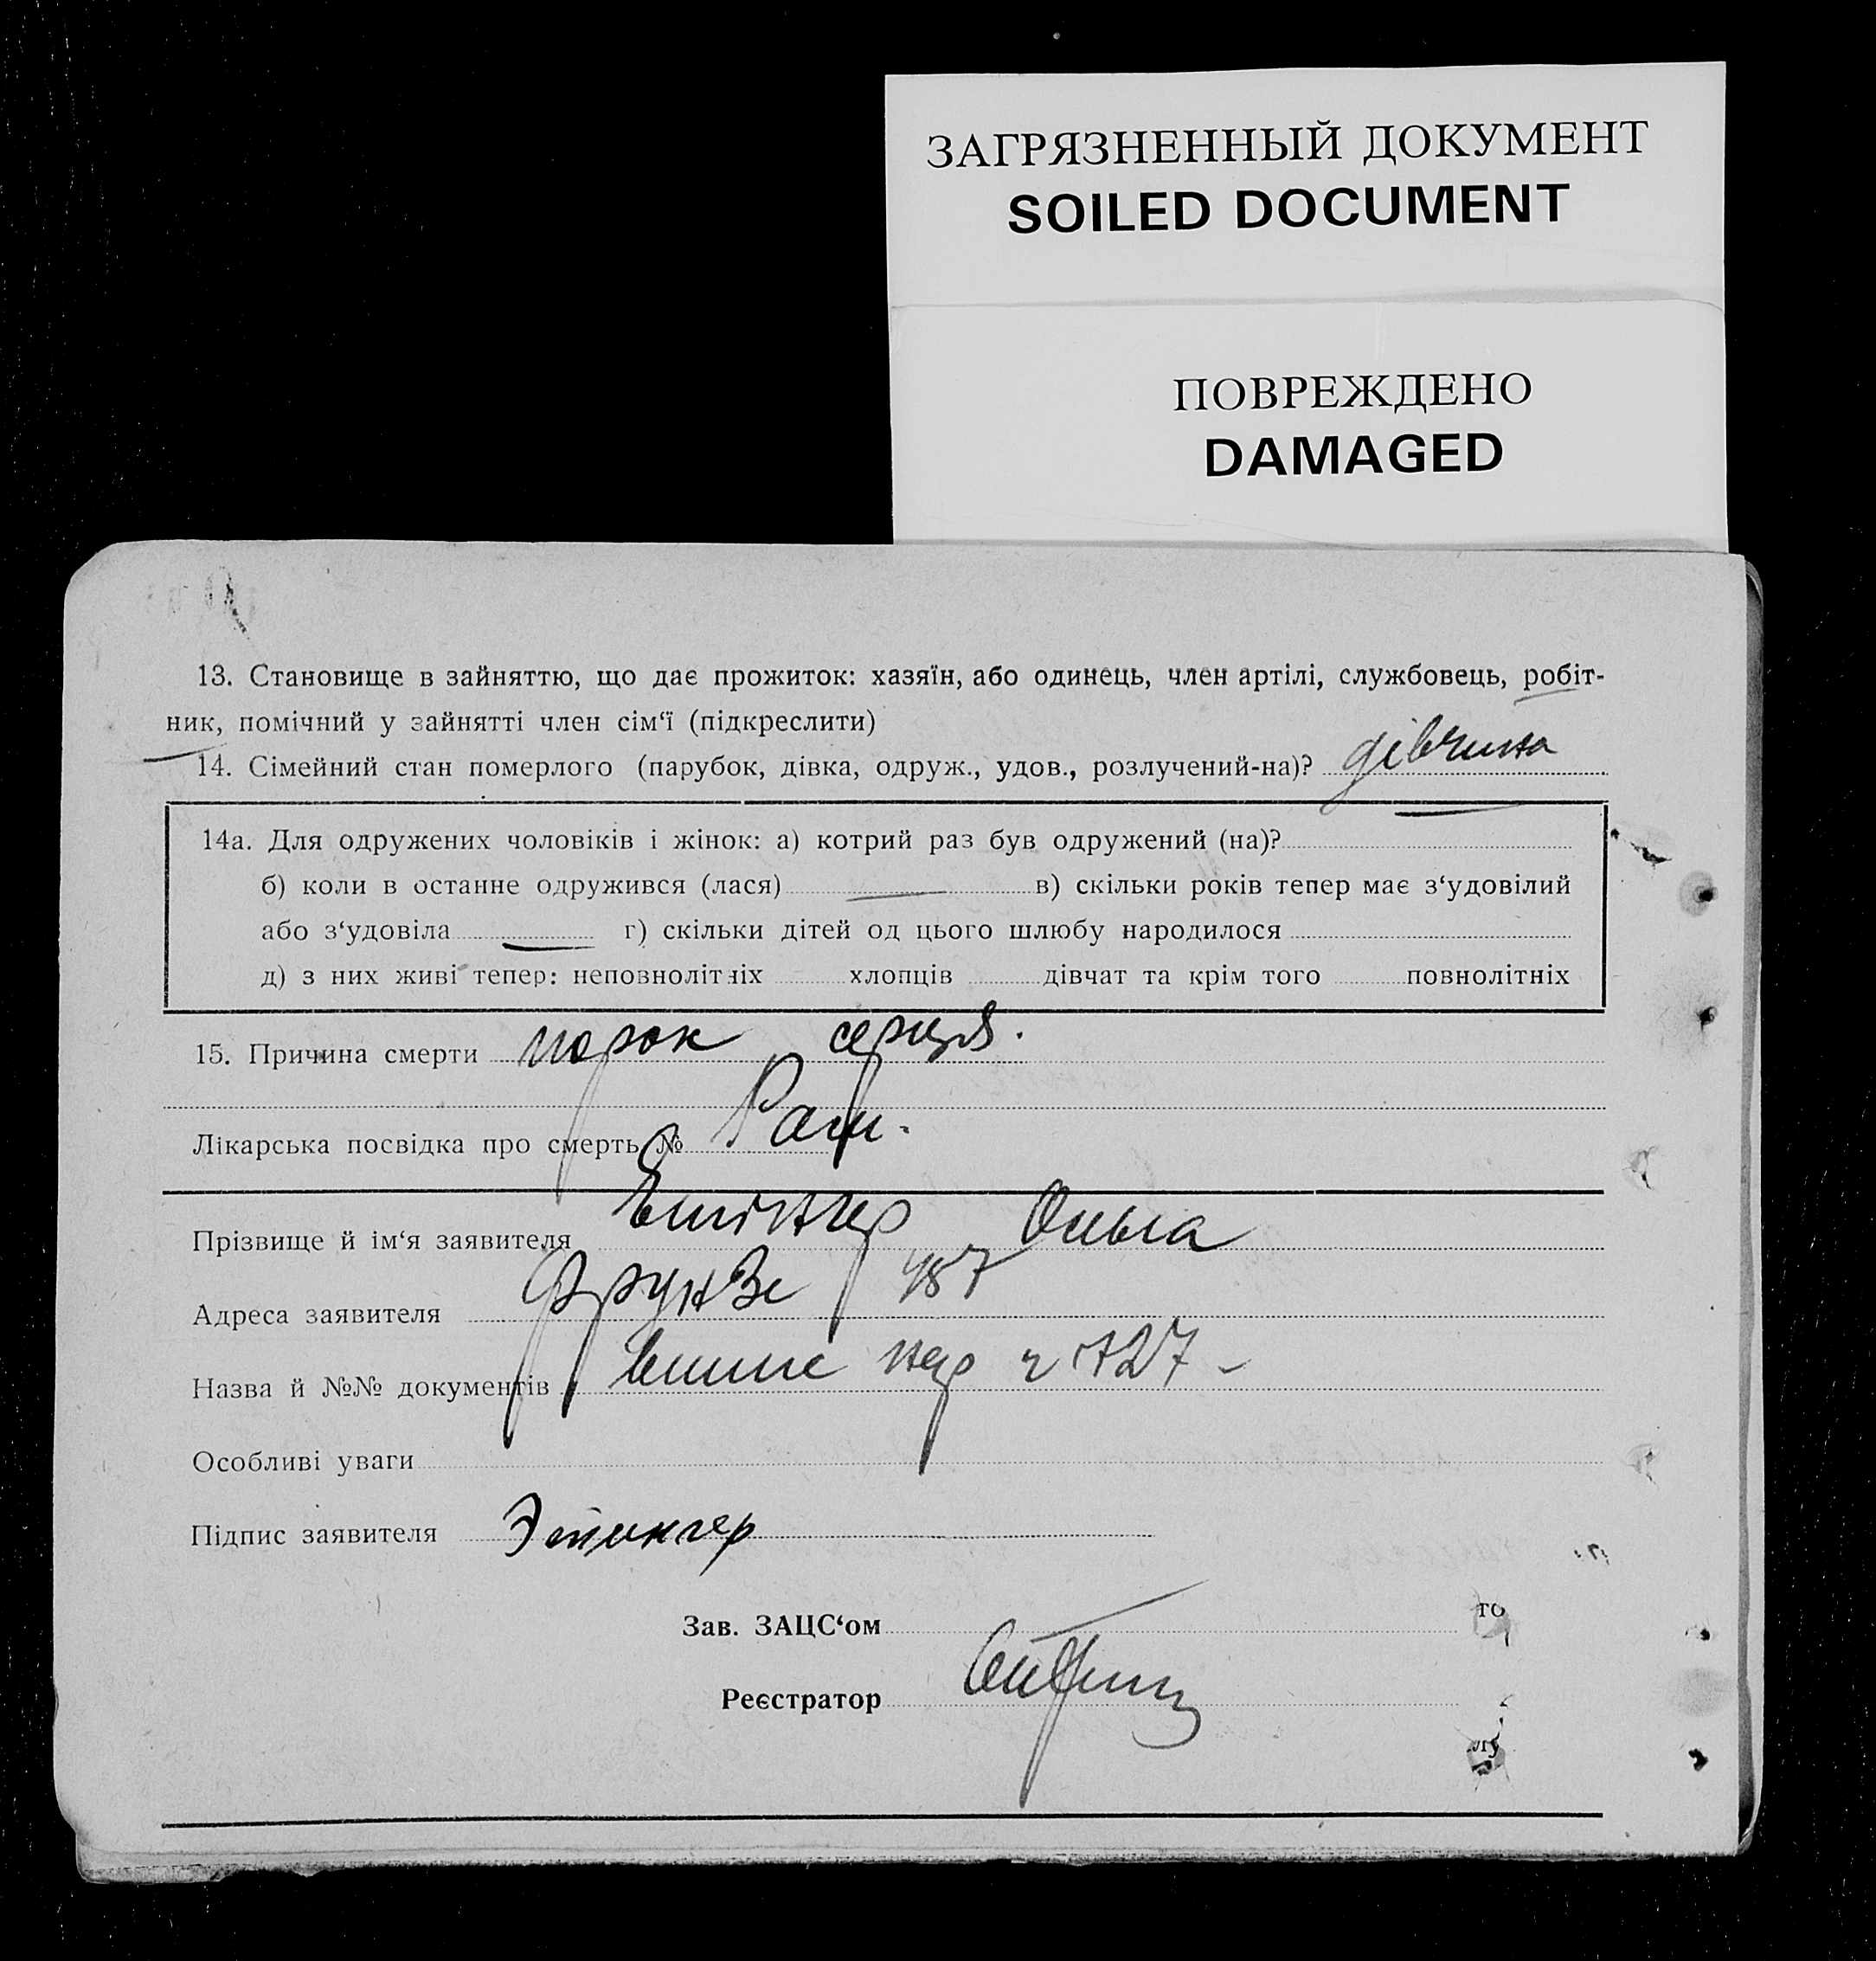 ЗАГРЯЗНЕННЫЙ ДОКУМЕНТ
SOILED DOCUMENT
ПОВРЕЖДЕНО
DAMAGED
13. Становище в зайняттю, що дає прожиток: хазяїн, або одинець, член артілі, службовець, робіт-
ник, помічний у зайнятті член сім‘ї (підкреслити)
14. Сімейний стан померлого (парубок, дівка, одруж., удов., розлучений-на)? дівчина
14а. Для одружених чоловіків і жінок: а) котрий раз був одружений (на)?
б) коли в останне одружився (лася) — в) скільки років тепер має з‘удовілий
або з‘удовіла — г) скільки дітей од цього шлюбу народилося
д) з них живі тепер: неповнолітніх хлопців дівчат та крім того повнолітніх
15. Причина смерти порок серця.
Лікарська посвідка про смерть №
Прізвище й ім‘я заявителя Ольга
Адреса заявителя Фрунзе
Назва й №№ документів
Особливі уваги
Підпис заявителя Этингер
Зав. ЗАЦС‘ом
то
Реєстратор